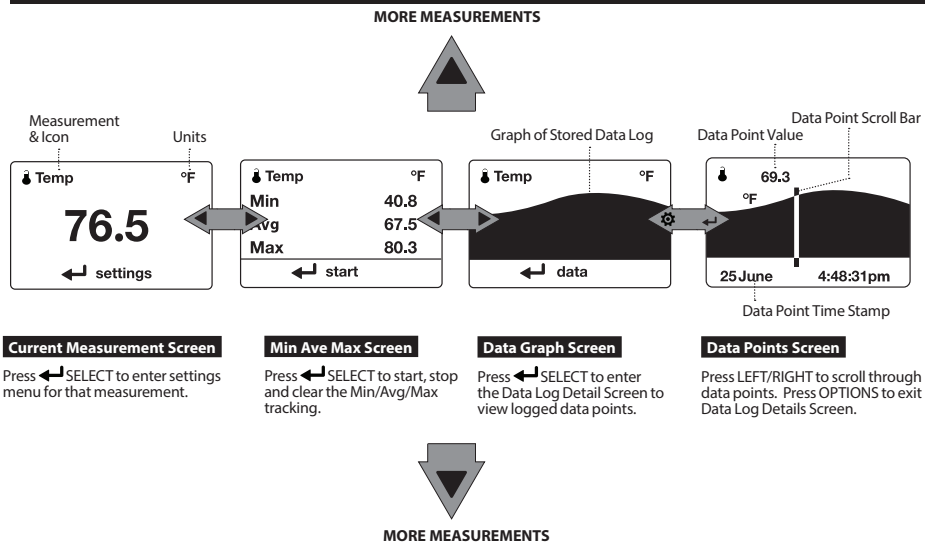 MORE MEASUREMENTS
Measurement
& Icon
Units
Graph of Stored Data Log
Data Point Value
Data Point Scroll Bar
Temp °F
76.5
settings
Temp °F
Min 40.8
Avg 67.5
Max 80.3
start
Temp °F
data
69.3
°F
25 June 4:48:31pm
Data Point Time Stamp
Current Measurement Screen
Press SELECT to enter settings
menu for that measurement.
Min Ave Max Screen
Press SELECT to start, stop
and clear the Min/Avg/Max
tracking.
Data Graph Screen
Press SELECT to enter
the Data Log Detail Screen to
view logged data points.
Data Points Screen
Press LEFT/RIGHT to scroll through
data points. Press OPTIONS to exit
Data Log Details Screen.
MORE MEASUREMENTS